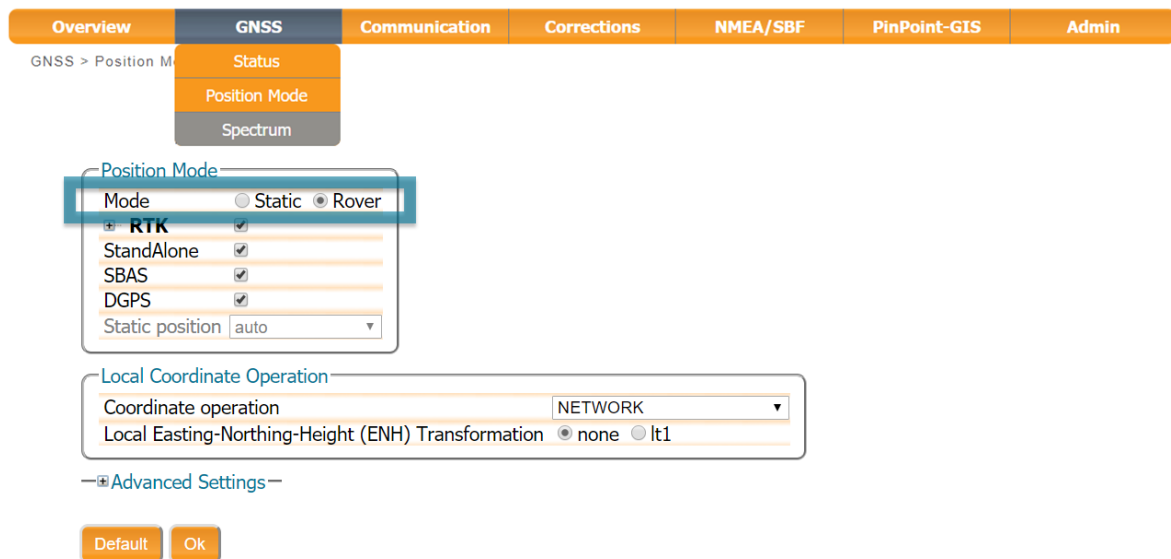 Overview GNSS Communication Corrections NMEA/SBF PinPoint-GIS Admin
GNSS > Position M
Status
Position Mode
Spectrum
Position Mode
Mode Static Rover
RTK
StandAlone
SBAS
DGPS
Static position auto
Local Coordinate Operation
Coordinate operation NETWORK
Local Easting-Northing-Height (ENH) Transformation none lt1
Advanced Settings
Default Ok